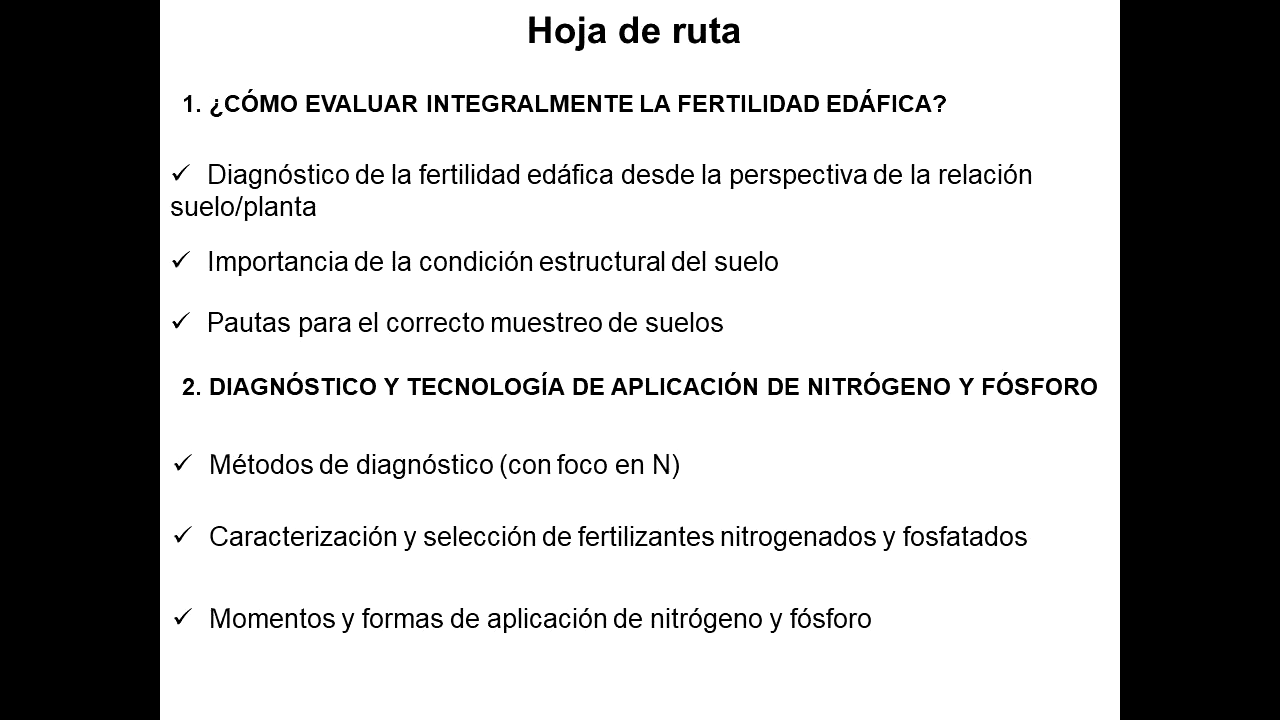 Hoja de ruta
1. ¿CÓMO EVALUAR INTEGRALMENTE LA FERTILIDAD EDÁFICA?
✓ Diagnóstico de la fertilidad edáfica desde la perspectiva de la relación
suelo/planta
✓ Importancia de la condición estructural del suelo
✓ Pautas para el correcto muestreo de suelos
2. DIAGNÓSTICO Y TECNOLOGÍA DE APLICACIÓN DE NITRÓGENO Y FÓSFORO
✓ Métodos de diagnóstico (con foco en N)
✓ Caracterización y selección de fertilizantes nitrogenados y fosfatados
✓ Momentos y formas de aplicación de nitrógeno y fósforo